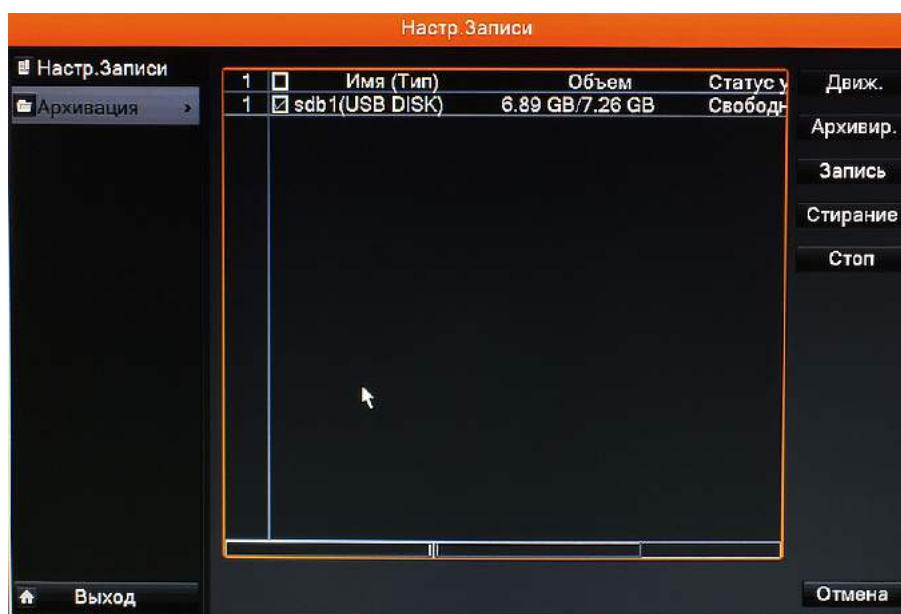 Настр.Записи
Настр.Записи
Архивация
Выход
1 Имя (Тип) Объем Статус у
1 sdb1(USB DISK) 6.89 GB/7.26 GB Свободн
Движ.
Архивир.
Запись
Стирание
Стоп
Отмена